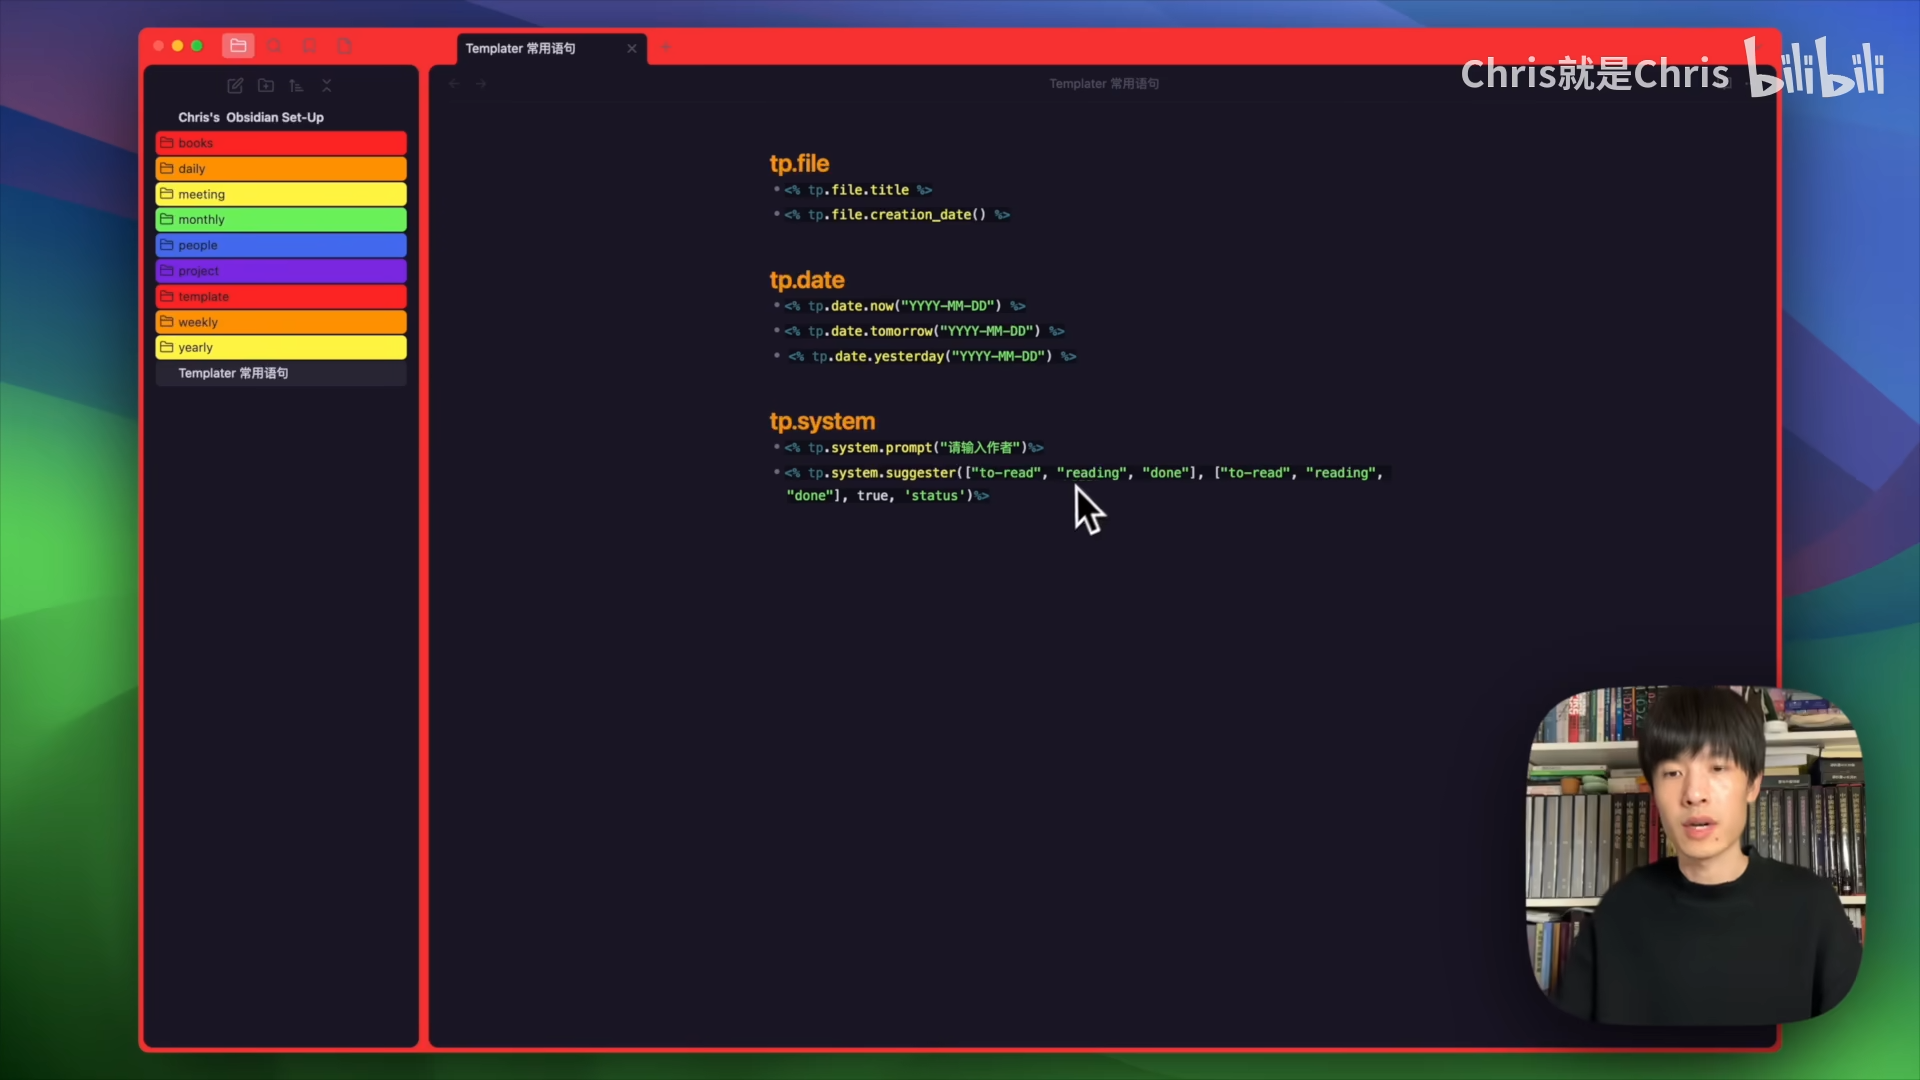 Templater 常用语句
Chris就是Chris bilibili
Templater 常用语句
Chris's Obsidian Set-Up
books
daily
meeting
monthly
people
project
template
weekly
yearly
Templater 常用语句
tp.file
<% tp.file.title %>
<% tp.file.creation_date() %>
tp.date
<% tp.date.now("YYYY-MM-DD") %>
<% tp.date.tomorrow("YYYY-MM-DD") %>
<% tp.date.yesterday("YYYY-MM-DD") %>
tp.system
<% tp.system.prompt("请输入作者")%>
<% tp.system.suggester(["to-read", "reading", "done"], ["to-read", "reading",
"done"], true, 'status')%>